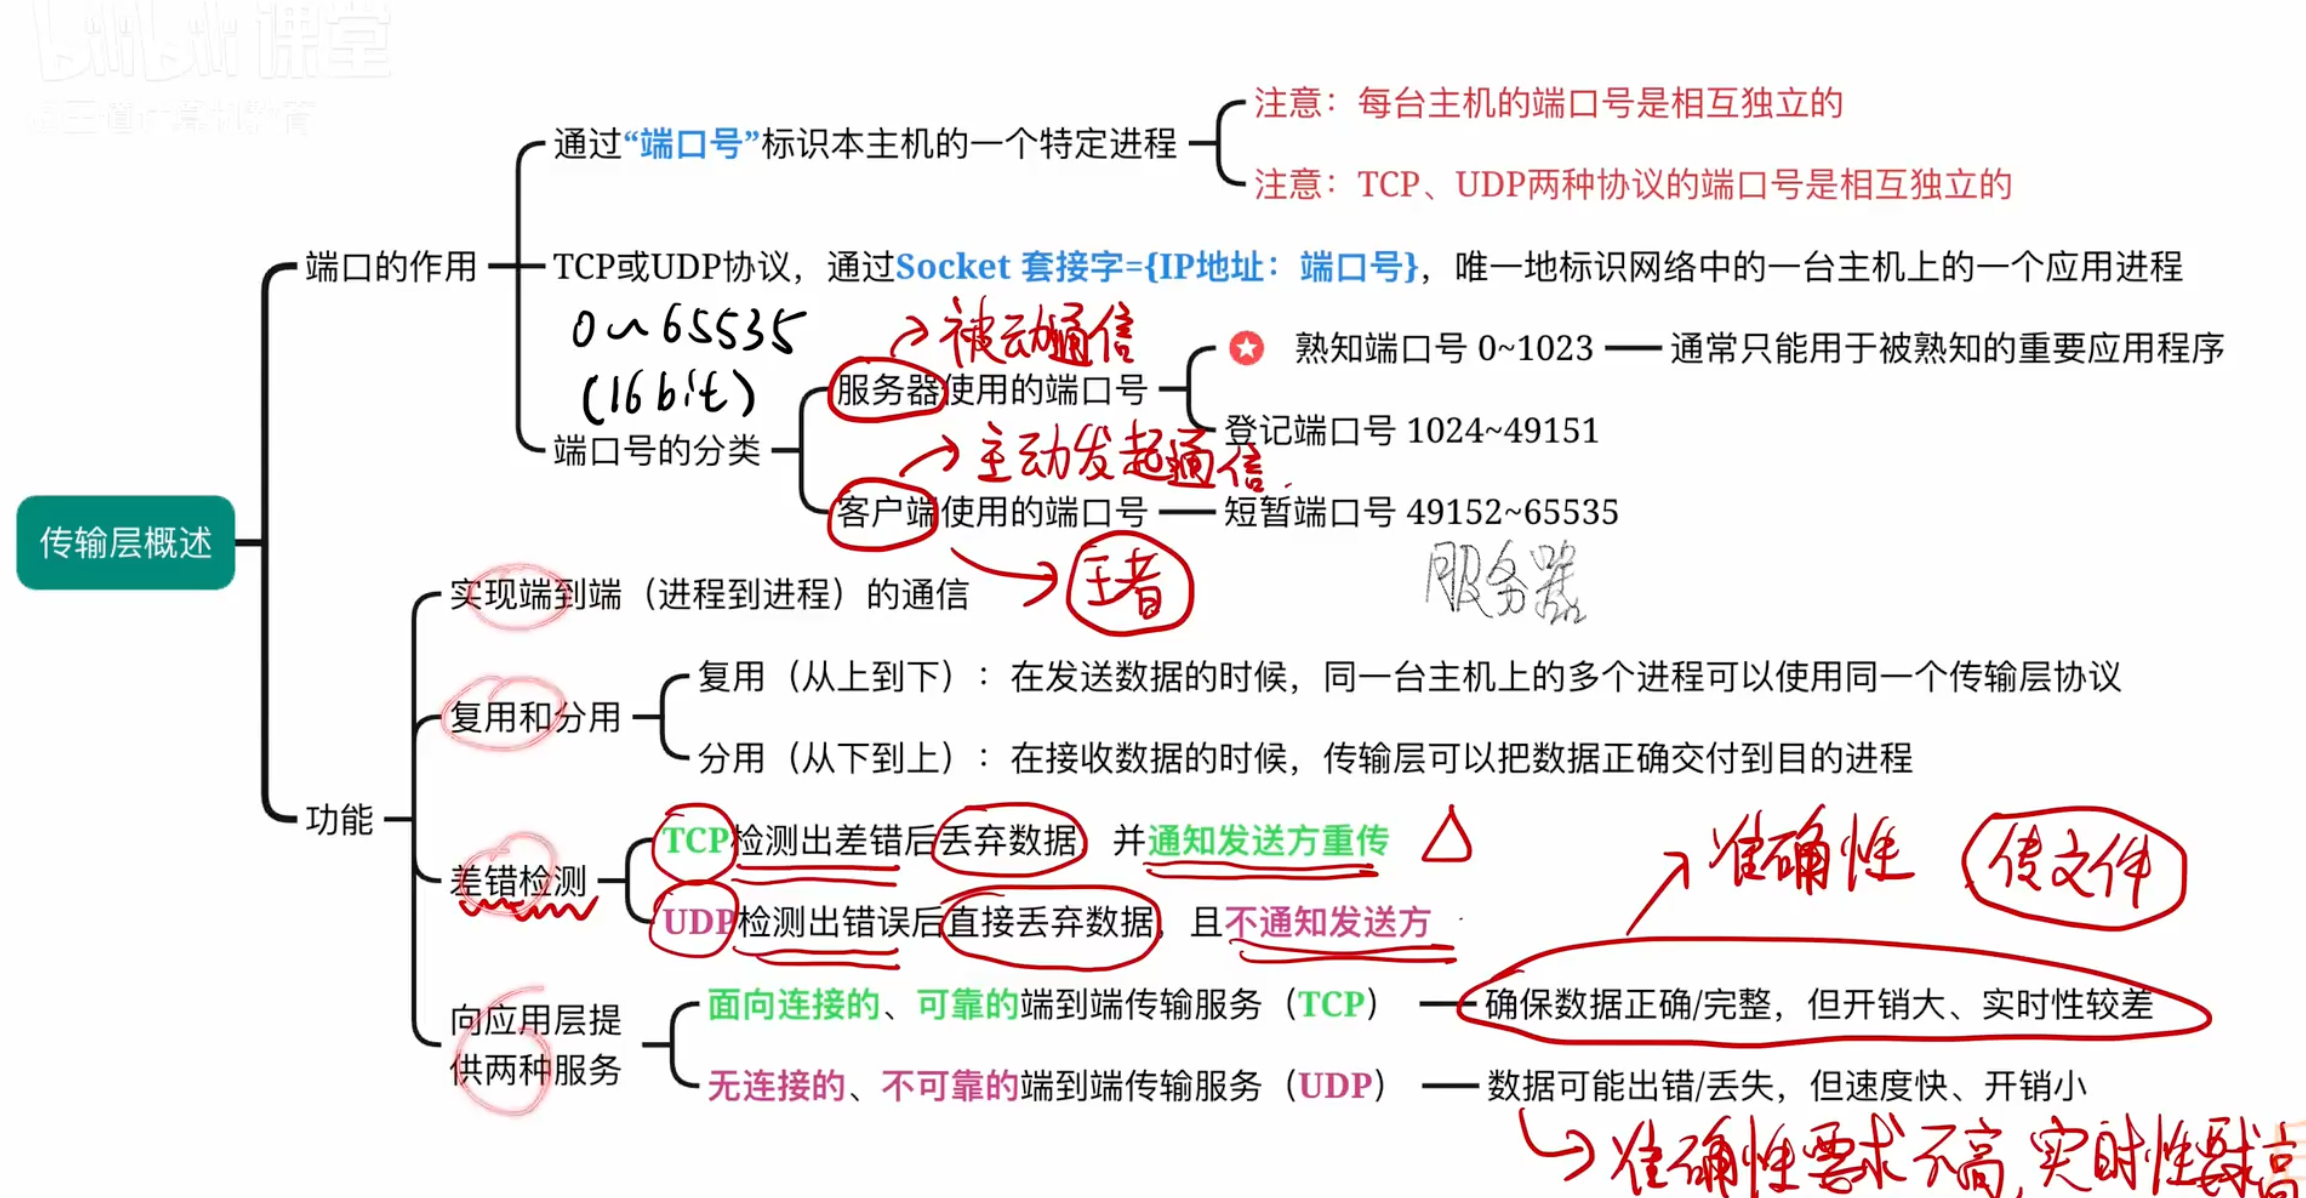 bilibili课堂
王道计算机教育
传输层概述
端口的作用
通过“端口号”标识本主机的一个特定进程
注意：每台主机的端口号是相互独立的
注意：TCP、UDP两种协议的端口号是相互独立的
TCP或UDP协议，通过Socket 套接字={IP地址：端口号}，唯一地标识网络中的一台主机上的一个应用进程
0~65535
(16bit)
端口号的分类
被动通信
服务器使用的端口号
熟知端口号 0~1023
通常只能用于被熟知的重要应用程序
登记端口号 1024~49151
主动发起通信
客户端使用的端口号
短暂端口号 49152~65535
王者
服务器
功能
实现端到端（进程到进程）的通信
复用和分用
复用（从上到下）：在发送数据的时候，同一台主机上的多个进程可以使用同一个传输层协议
分用（从下到上）：在接收数据的时候，传输层可以把数据正确交付到目的进程
差错检测
TCP检测出差错后丢弃数据，并通知发送方重传
UDP检测出错误后直接丢弃数据，且不通知发送方
准确性
传文件
向应用层提
供两种服务
面向连接的、可靠的端到端传输服务（TCP）
确保数据正确/完整，但开销大、实时性较差
无连接的、不可靠的端到端传输服务（UDP）
数据可能出错/丢失，但速度快、开销小
准确性要求不高，实时性要求高